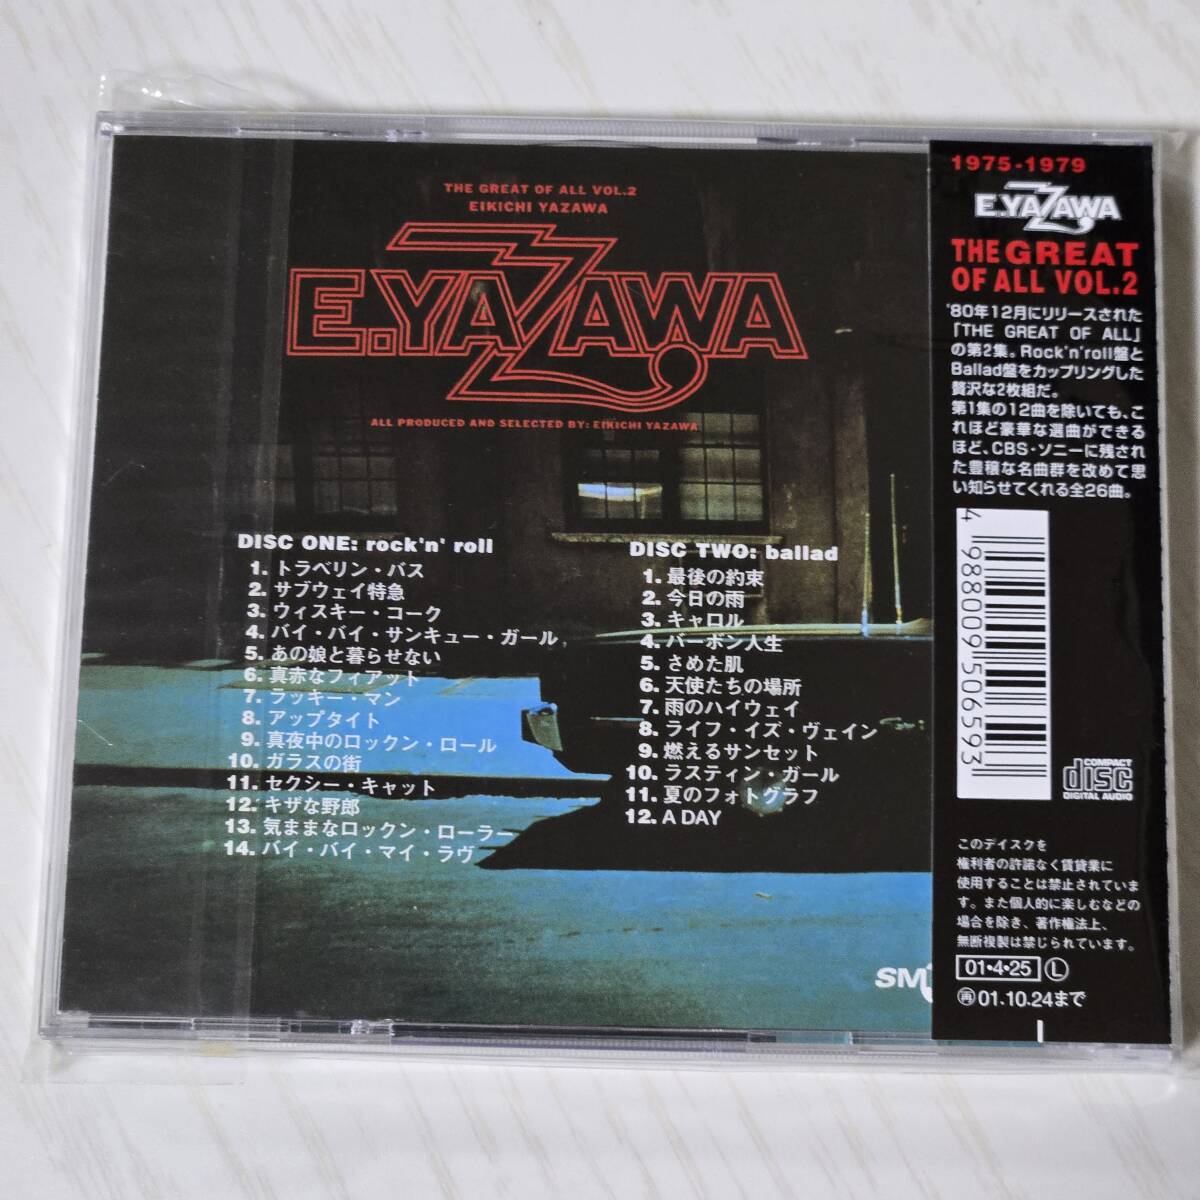 THE GREAT OF ALL VOL.2
EIKICHI YAZAWA
E.YAZAWA
ALL PRODUCED AND SELECTED BY: EIKICHI YAZAWA
DISC ONE: rock'n' roll
1. トラベリン・バス
2. サブウェイ特急
3. ウィスキー・コーク
4. バイ・バイ・サンキュー・ガール
5. あの娘と暮らせない
6. 真赤なフィアット
7. ラッキー・マン
8. アップタイト
9. 真夜中のロックン・ロール
10. ガラスの街
11. セクシー・キャット
12. キザな野郎
13. 気ままなロックン・ローラー
14. バイ・バイ・マイ・ラヴ
DISC TWO: ballad
1. 最後の約束
2. 今日の雨
3. キャロル
4. バーボン人生
5. さめた肌
6. 天使たちの場所
7. 雨のハイウェイ
8. ライフ・イズ・ヴェイン
9. 燃えるサンセット
10. ラスティン・ガール
11. 夏のフォトグラフ
12. A DAY
1975-1979
E.YAZAWA
THE GREAT
OF ALL VOL.2
'80年12月にリリースされた
「THE GREAT OF ALL」
の第2集。Rock'n'roll盤と
Ballad盤をカップリングした
贅沢な2枚組だ。
第1集の12曲を除いても、こ
れほど豪華な選曲ができる
ほど、CBS・ソニーに残され
た豊穣な名曲群を改めて思
い知らせてくれる全26曲。
4 988009 506593
COMPACT
disc
DIGITAL AUDIO
このディスクを
権利者の許諾なく賃貸業に
使用することは禁止されていま
す。また個人的に楽しむなどの
場合を除き、著作権法上、
無断複製は禁じられています。
01・4・25 Ⓛ
再01.10.24まで